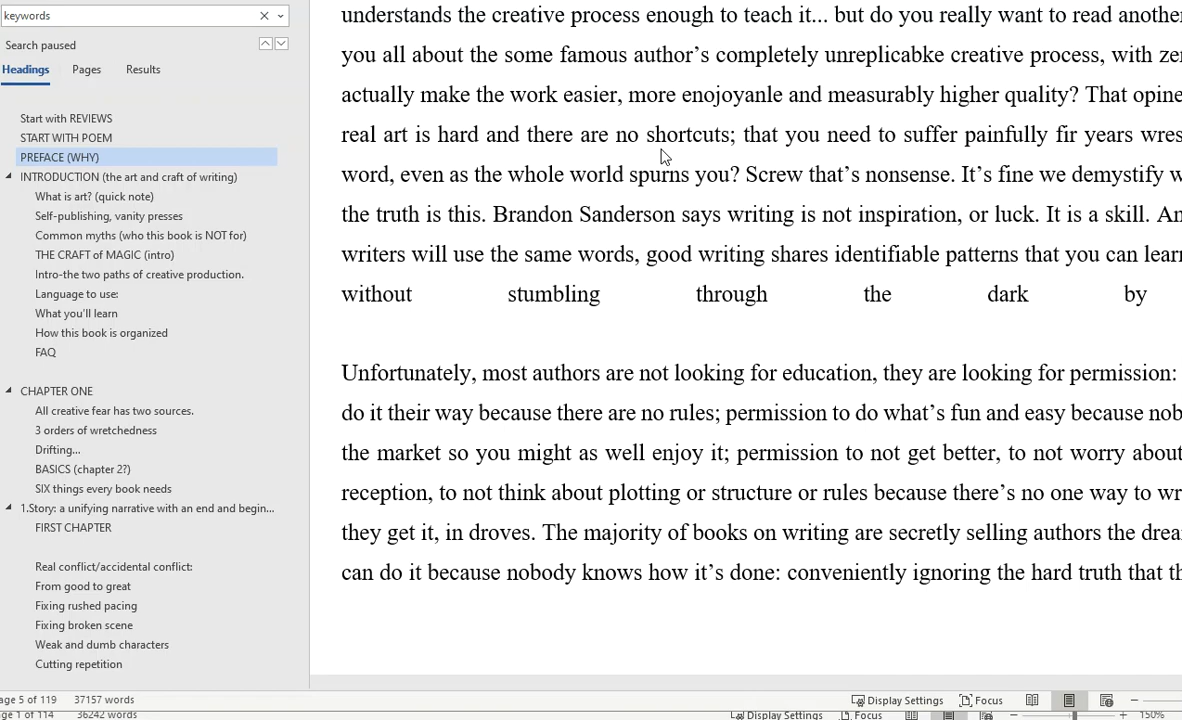 keywords
Search paused
Headings Pages Results
Start with REVIEWS
START WITH POEM
PREFACE (WHY)
INTRODUCTION (the art and craft of writing)
What is art? (quick note)
Self-publishing, vanity presses
Common myths (who this book is NOT for)
THE CRAFT of MAGIC (intro)
Intro-the two paths of creative production.
Language to use:
What you'll learn
How this book is organized
FAQ
CHAPTER ONE
All creative fear has two sources.
3 orders of wretchedness
Drifting...
BASICS (chapter 2?)
SIX things every book needs
1.Story: a unifying narrative with an end and begin...
FIRST CHAPTER
Real conflict/accidental conflict:
From good to great
Fixing rushed pacing
Fixing broken scene
Weak and dumb characters
Cutting repetition
understands the creative process enough to teach it... but do you really want to read another
you all about the some famous author’s completely unreplicabke creative process, with zer
actually make the work easier, more enojoyanle and measurably higher quality? That opine
real art is hard and there are no shortcuts; that you need to suffer painfully fir years wres
word, even as the whole world spurns you? Screw that’s nonsense. It’s fine we demystify w
the truth is this. Brandon Sanderson says writing is not inspiration, or luck. It is a skill. An
writers will use the same words, good writing shares identifiable patterns that you can learn
without stumbling through the dark by
Unfortunately, most authors are not looking for education, they are looking for permission:
do it their way because there are no rules; permission to do what’s fun and easy because nob
the market so you might as well enjoy it; permission to not get better, to not worry about
reception, to not think about plotting or structure or rules because there’s no one way to wr
they get it, in droves. The majority of books on writing are secretly selling authors the drea
can do it because nobody knows how it’s done: conveniently ignoring the hard truth that th
age 5 of 119 37157 words Display Settings Focus
age 1 of 114 36242 words Display Settings Focus 150%